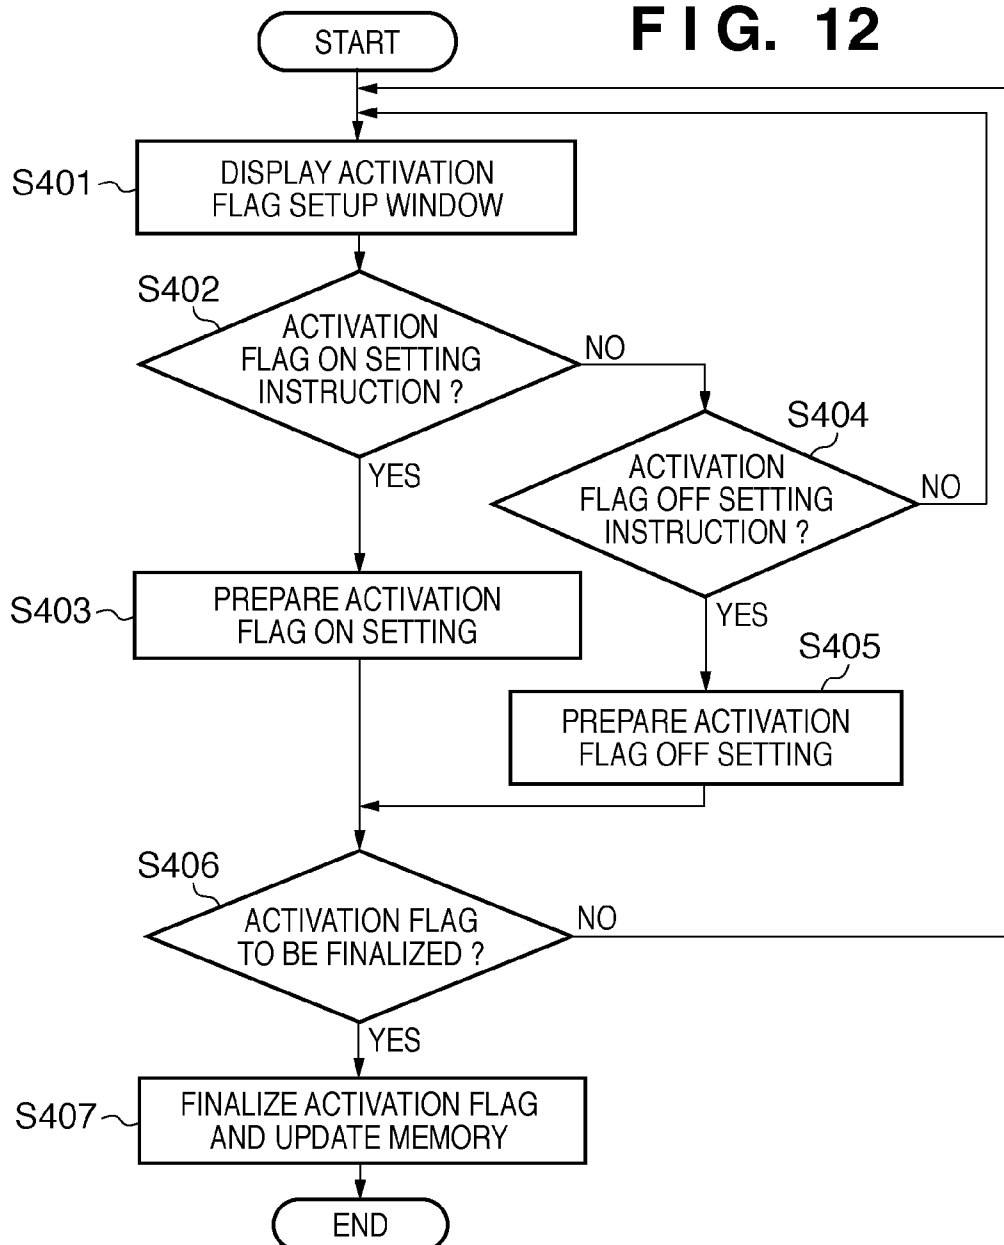 FIG. 12
START
S401
DISPLAY ACTIVATION
FLAG SETUP WINDOW
S402
ACTIVATION
FLAG ON SETTING
INSTRUCTION ?
NO
YES
S404
ACTIVATION
FLAG OFF SETTING
INSTRUCTION ?
NO
YES
S403
PREPARE ACTIVATION
FLAG ON SETTING
S405
PREPARE ACTIVATION
FLAG OFF SETTING
S406
ACTIVATION FLAG
TO BE FINALIZED ?
NO
YES
S407
FINALIZE ACTIVATION FLAG
AND UPDATE MEMORY
END